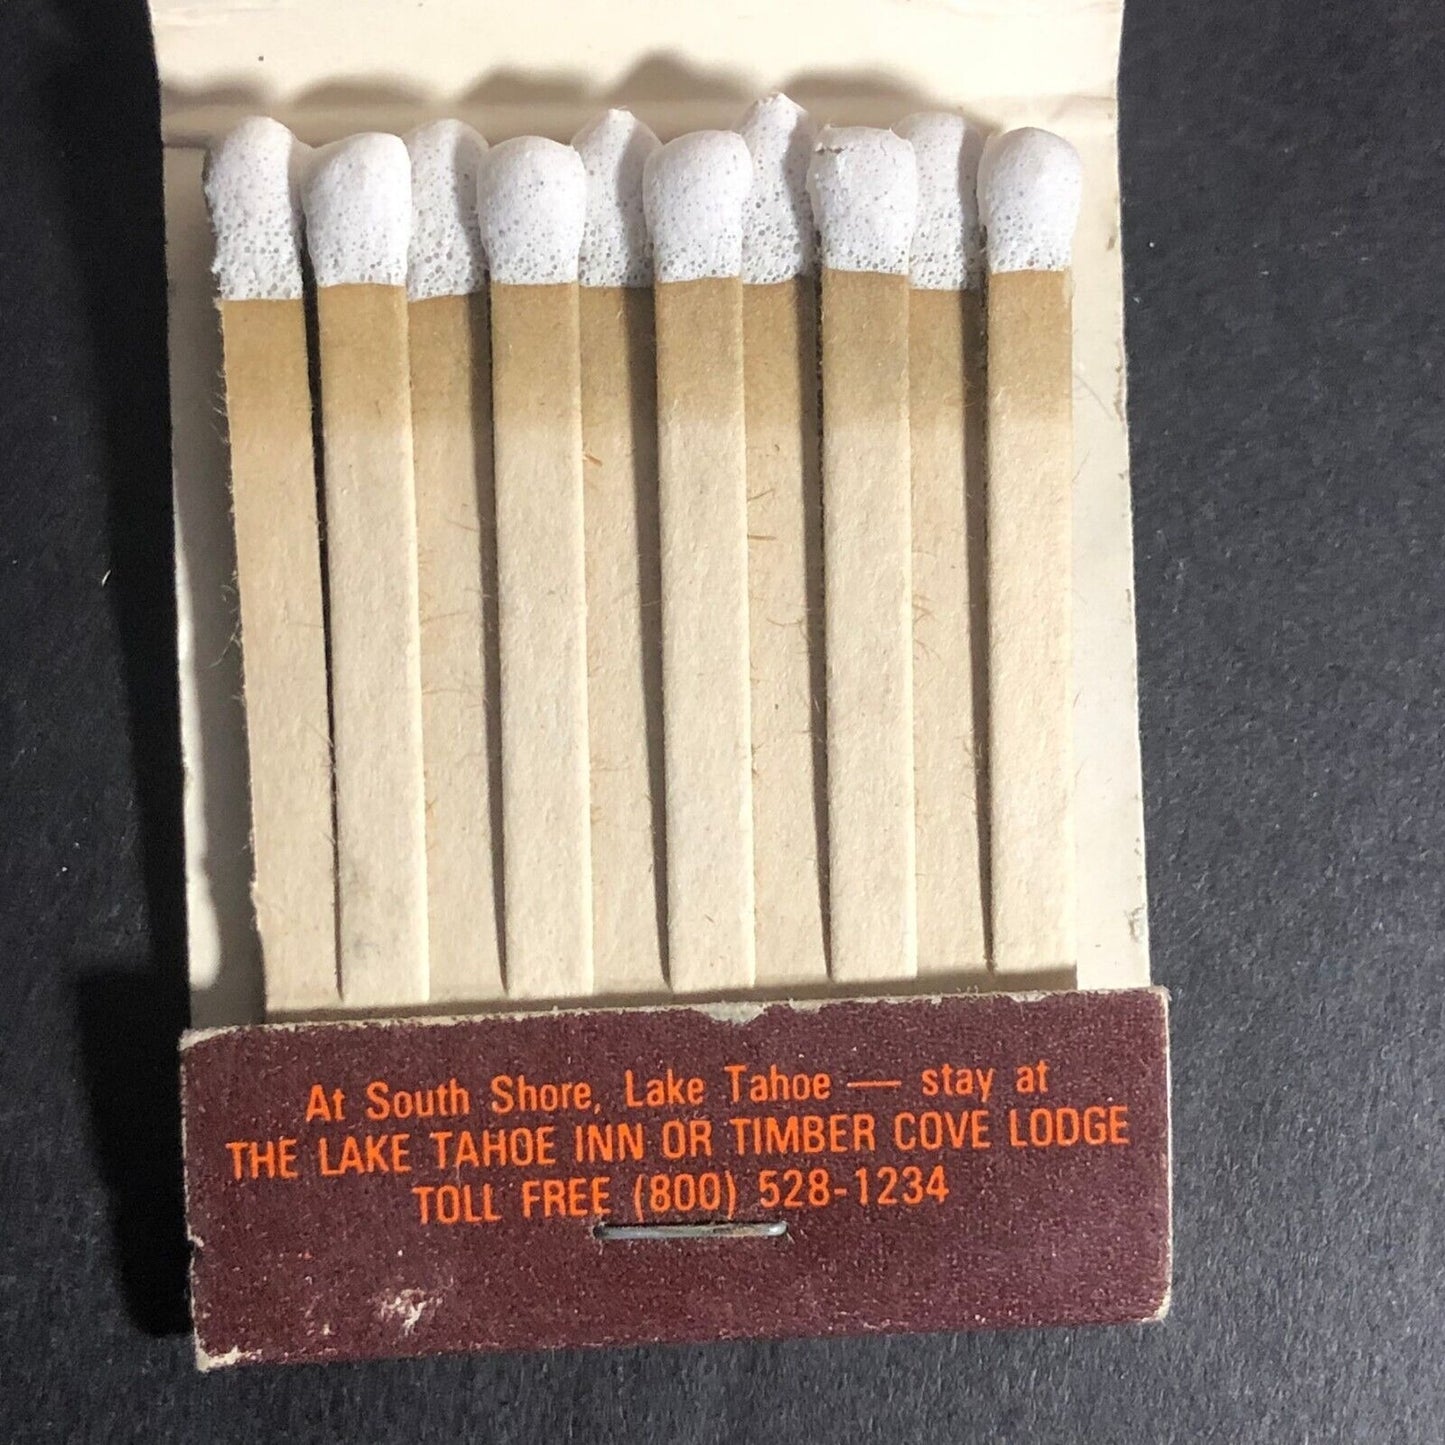 At South Shore, Lake Tahoe — stay at
THE LAKE TAHOE INN OR TIMBER COVE LODGE
TOLL FREE (800) 528-1234